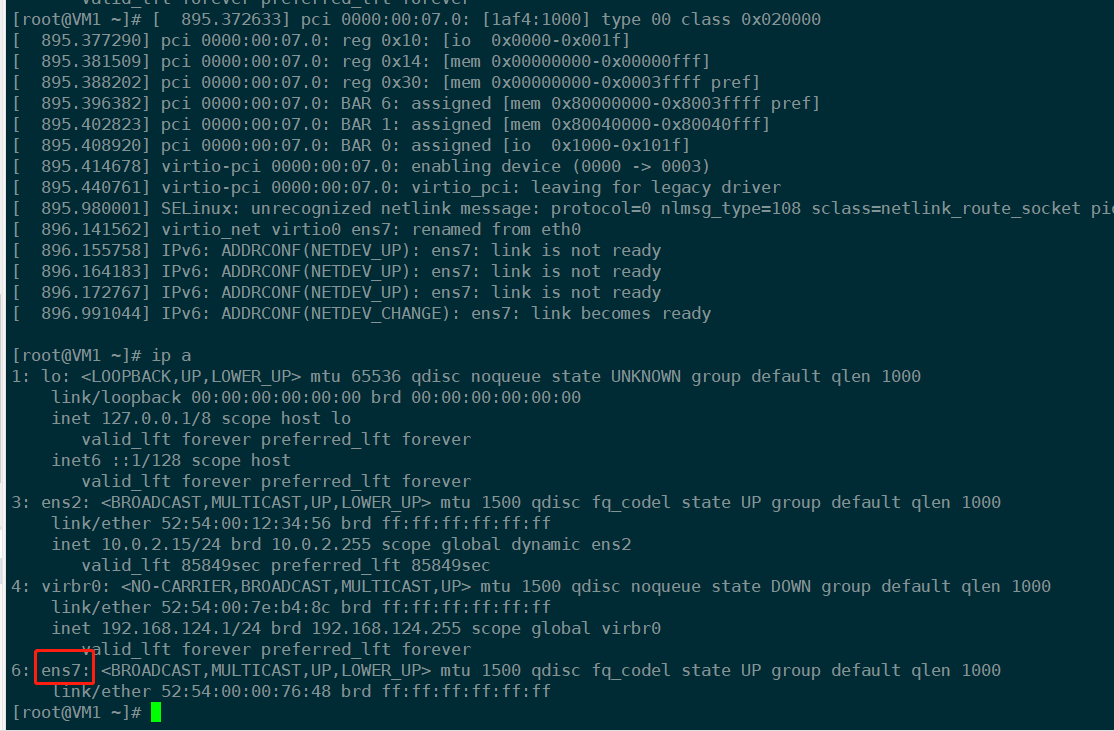 valid_lft forever preferred_lft forever
[root@VM1 ~]# [  895.372633] pci 0000:00:07.0: [1af4:1000] type 00 class 0x020000
[  895.377290] pci 0000:00:07.0: reg 0x10: [io  0x0000-0x001f]
[  895.381509] pci 0000:00:07.0: reg 0x14: [mem 0x00000000-0x00000fff]
[  895.388202] pci 0000:00:07.0: reg 0x30: [mem 0x00000000-0x0003ffff pref]
[  895.396382] pci 0000:00:07.0: BAR 6: assigned [mem 0x80000000-0x8003ffff pref]
[  895.402823] pci 0000:00:07.0: BAR 1: assigned [mem 0x80040000-0x80040fff]
[  895.408920] pci 0000:00:07.0: BAR 0: assigned [io  0x1000-0x101f]
[  895.414678] virtio-pci 0000:00:07.0: enabling device (0000 -> 0003)
[  895.440761] virtio-pci 0000:00:07.0: virtio_pci: leaving for legacy driver
[  895.980001] SELinux: unrecognized netlink message: protocol=0 nlmsg_type=108 sclass=netlink_route_socket pi
[  896.141562] virtio_net virtio0 ens7: renamed from eth0
[  896.155758] IPv6: ADDRCONF(NETDEV_UP): ens7: link is not ready
[  896.164183] IPv6: ADDRCONF(NETDEV_UP): ens7: link is not ready
[  896.172767] IPv6: ADDRCONF(NETDEV_UP): ens7: link is not ready
[  896.991044] IPv6: ADDRCONF(NETDEV_CHANGE): ens7: link becomes ready
[root@VM1 ~]# ip a
1: lo: <LOOPBACK,UP,LOWER_UP> mtu 65536 qdisc noqueue state UNKNOWN group default qlen 1000
    link/loopback 00:00:00:00:00:00 brd 00:00:00:00:00:00
    inet 127.0.0.1/8 scope host lo
       valid_lft forever preferred_lft forever
    inet6 ::1/128 scope host
       valid_lft forever preferred_lft forever
3: ens2: <BROADCAST,MULTICAST,UP,LOWER_UP> mtu 1500 qdisc fq_codel state UP group default qlen 1000
    link/ether 52:54:00:12:34:56 brd ff:ff:ff:ff:ff:ff
    inet 10.0.2.15/24 brd 10.0.2.255 scope global dynamic ens2
       valid_lft 85849sec preferred_lft 85849sec
4: virbr0: <NO-CARRIER,BROADCAST,MULTICAST,UP> mtu 1500 qdisc noqueue state DOWN group default qlen 1000
    link/ether 52:54:00:7e:b4:8c brd ff:ff:ff:ff:ff:ff
    inet 192.168.124.1/24 brd 192.168.124.255 scope global virbr0
       valid_lft forever preferred_lft forever
6: ens7: <BROADCAST,MULTICAST,UP,LOWER_UP> mtu 1500 qdisc fq_codel state UP group default qlen 1000
    link/ether 52:54:00:00:76:48 brd ff:ff:ff:ff:ff:ff
[root@VM1 ~]#